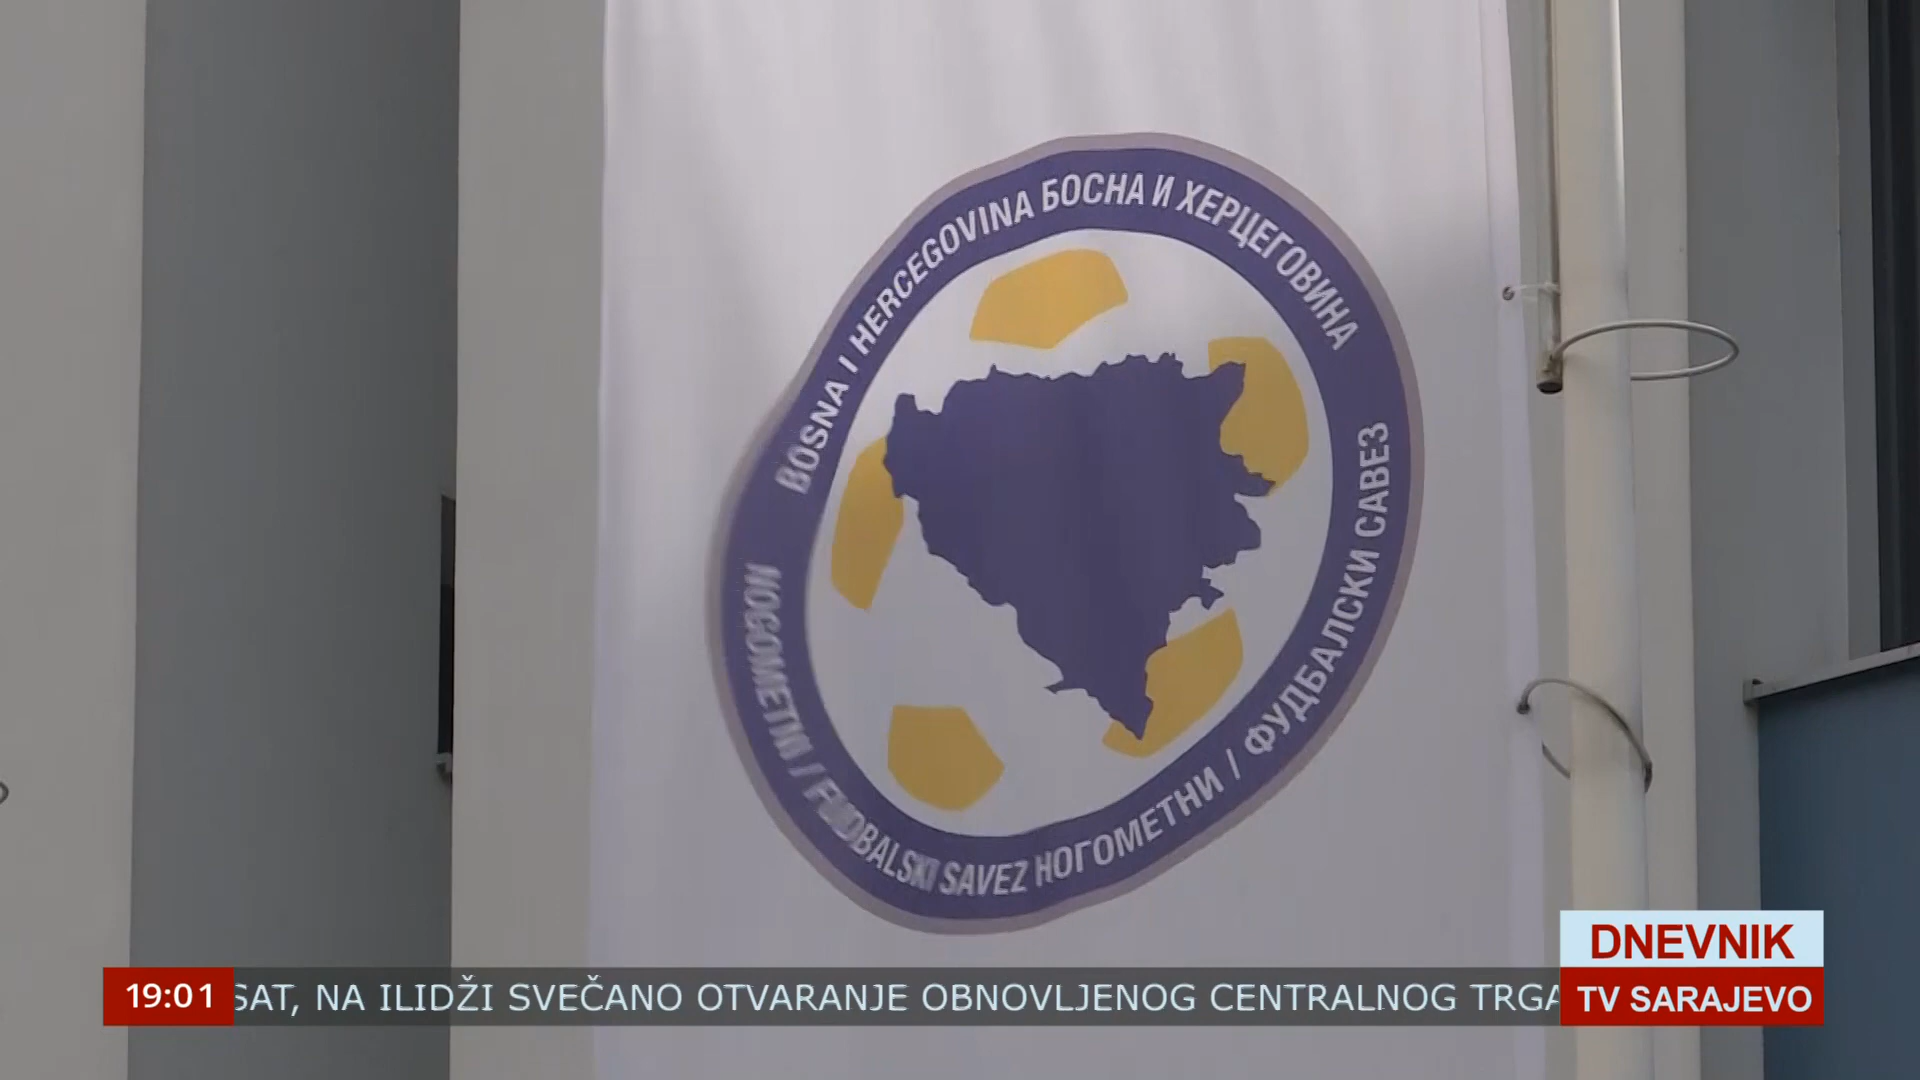 BOSNA I HERCEGOVINA БОСНА И ХЕРЦЕГОВИНА
NOGOMETNI / FUDBALSKI SAVEZ НОГОМЕТНИ / ФУДБАЛСКИ САВЕЗ
DNEVNIK
19:01 SAT, NA ILIDŽI SVEČANO OTVARANJE OBNOVLJENOG CENTRALNOG TRGA
TV SARAJEVO